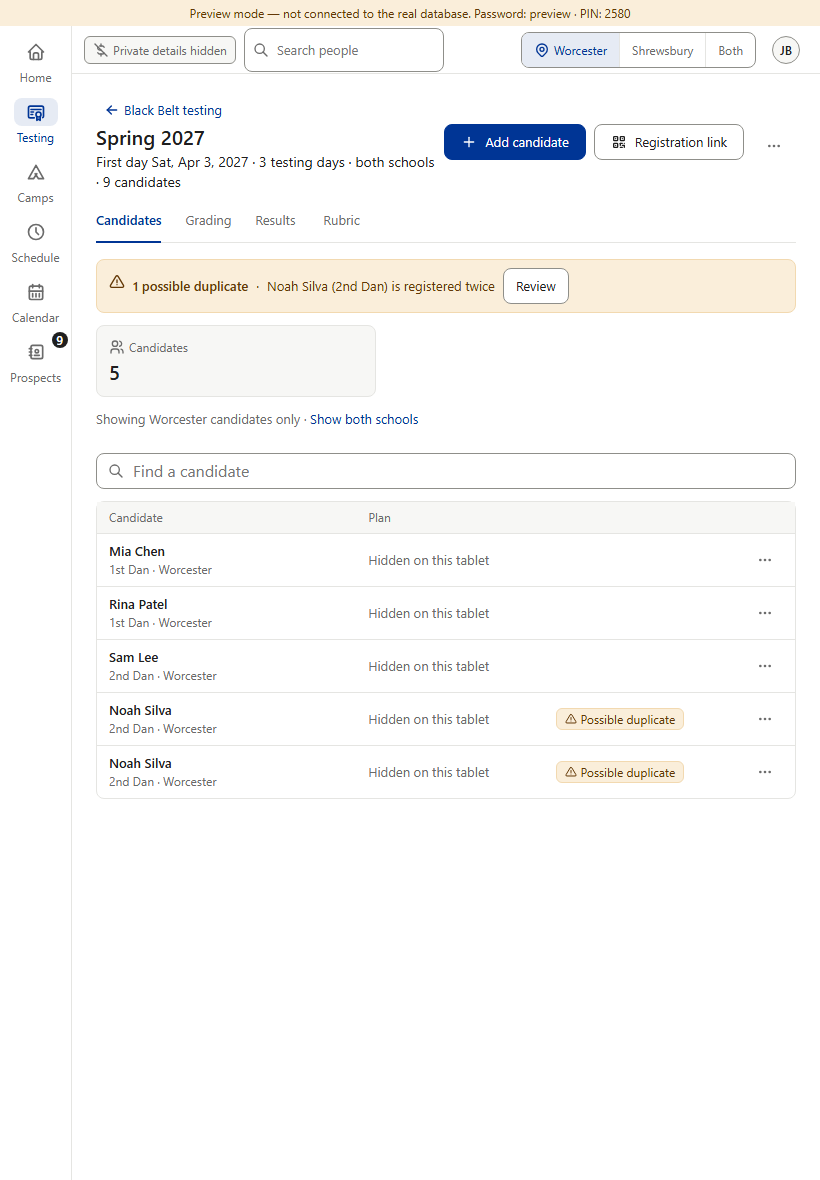 Preview mode — not connected to the real database. Password: preview · PIN: 2580
Private details hidden
Search people
Worcester
Shrewsbury
Both
JB
Home
Testing
Camps
Schedule
Calendar
9
Prospects
← Black Belt testing
Spring 2027
First day Sat, Apr 3, 2027 · 3 testing days · both schools
· 9 candidates
+ Add candidate
Registration link
...
Candidates
Grading
Results
Rubric
1 possible duplicate · Noah Silva (2nd Dan) is registered twice
Review
Candidates
5
Showing Worcester candidates only · Show both schools
Find a candidate
Candidate
Plan
Mia Chen
1st Dan · Worcester
Hidden on this tablet
...
Rina Patel
1st Dan · Worcester
Hidden on this tablet
...
Sam Lee
2nd Dan · Worcester
Hidden on this tablet
...
Noah Silva
2nd Dan · Worcester
Hidden on this tablet
Possible duplicate
...
Noah Silva
2nd Dan · Worcester
Hidden on this tablet
Possible duplicate
...